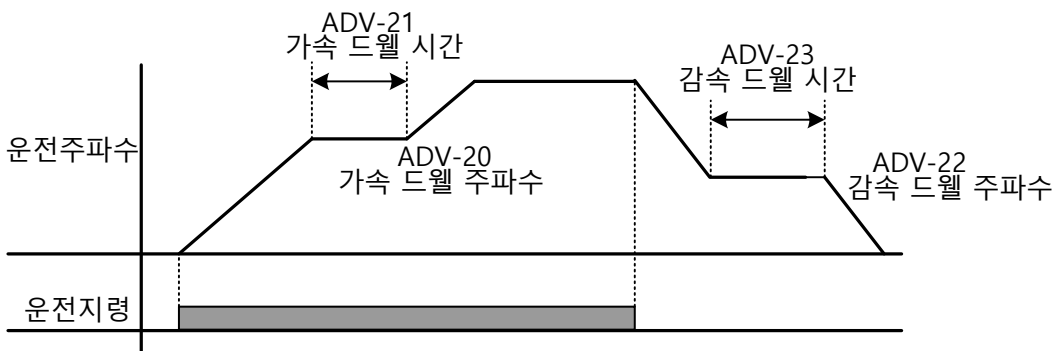 ADV-21
가속 드웰 시간
ADV-23
감속 드웰 시간
운전주파수
ADV-20
가속 드웰 주파수
ADV-22
감속 드웰 주파수
운전지령